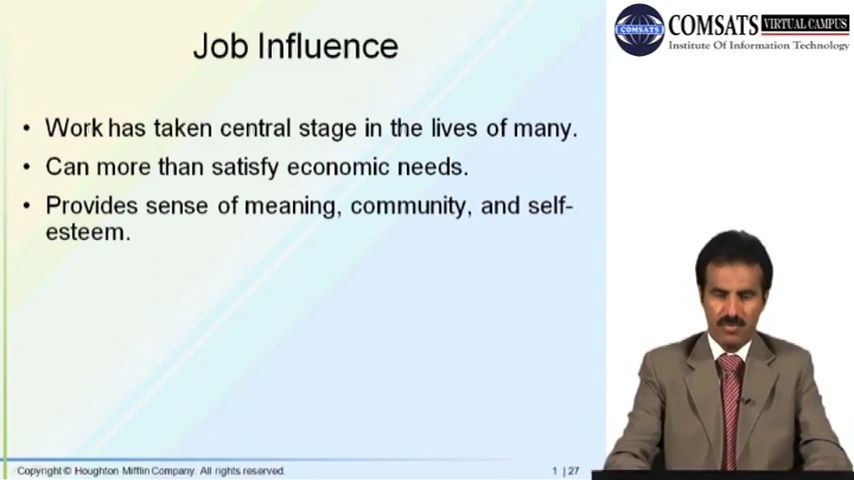 Job Influence
COMSATS VIRTUAL CAMPUS
COMSATS
Institute Of Information Technology
• Work has taken central stage in the lives of many.
• Can more than satisfy economic needs.
• Provides sense of meaning, community, and self-
esteem.
Copyright © Houghton Mifflin Company. All rights reserved.
1 | 27